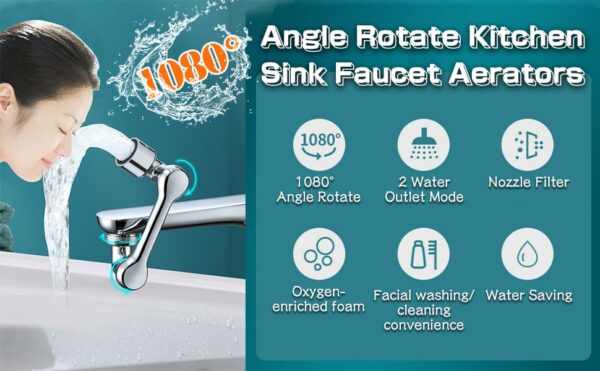 1080°
Angle Rotate Kitchen
Sink Faucet Aerators
1080°
1080°
Angle Rotate
2 Water
Outlet Mode
Nozzle Filter
Oxygen-
enriched foam
Facial washing/
cleaning
convenience
Water Saving